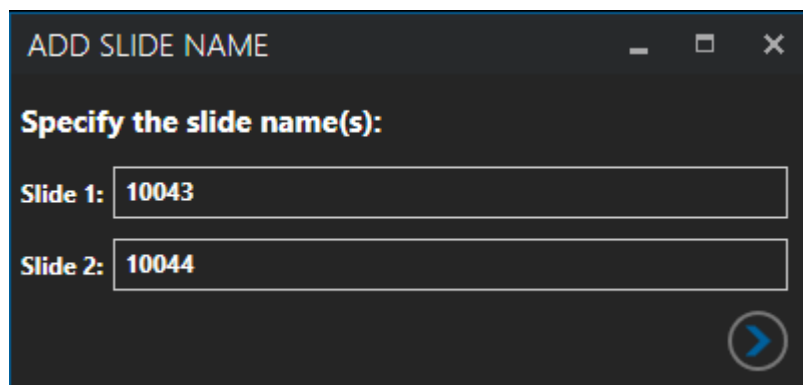 ADD SLIDE NAME
Specify the slide name(s):
Slide 1: 10043
Slide 2: 10044